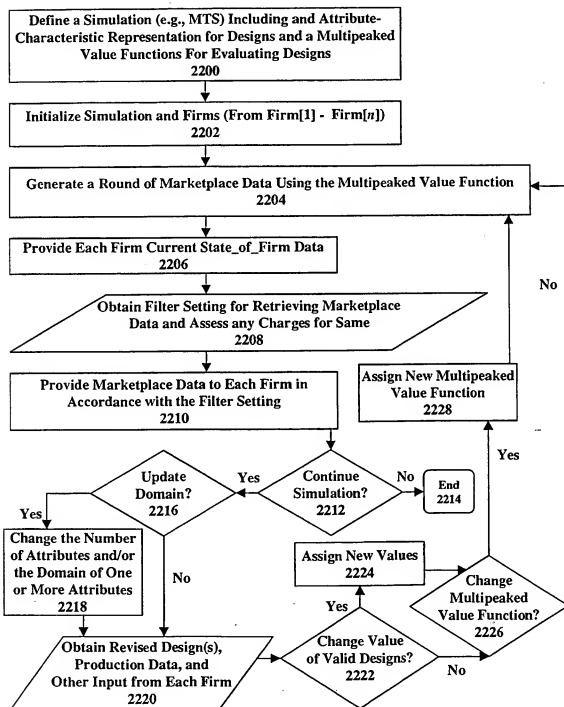 Define a Simulation (e.g., MTS) Including and Attribute-
Characteristic Representation for Designs and a Multipeaked
Value Functions For Evaluating Designs
2200
Initialize Simulation and Firms (From Firm[1] - Firm[n])
2202
Generate a Round of Marketplace Data Using the Multipeaked Value Function
2204
Provide Each Firm Current State_of_Firm Data
2206
No
Obtain Filter Setting for Retrieving Marketplace
Data and Assess any Charges for Same
2208
Provide Marketplace Data to Each Firm in
Accordance with the Filter Setting
2210
Assign New Multipeaked
Value Function
2228
Yes
Update
Domain?
2216
Yes
Continue
Simulation?
2212
No
End
2214
Yes
Change the Number
of Attributes and/or
the Domain of One
or More Attributes
2218
No
Assign New Values
2224
Yes
Change
Multipeaked
Value Function?
2226
Obtain Revised Design(s),
Production Data, and
Other Input from Each Firm
2220
Change Value
of Valid Designs?
2222
No